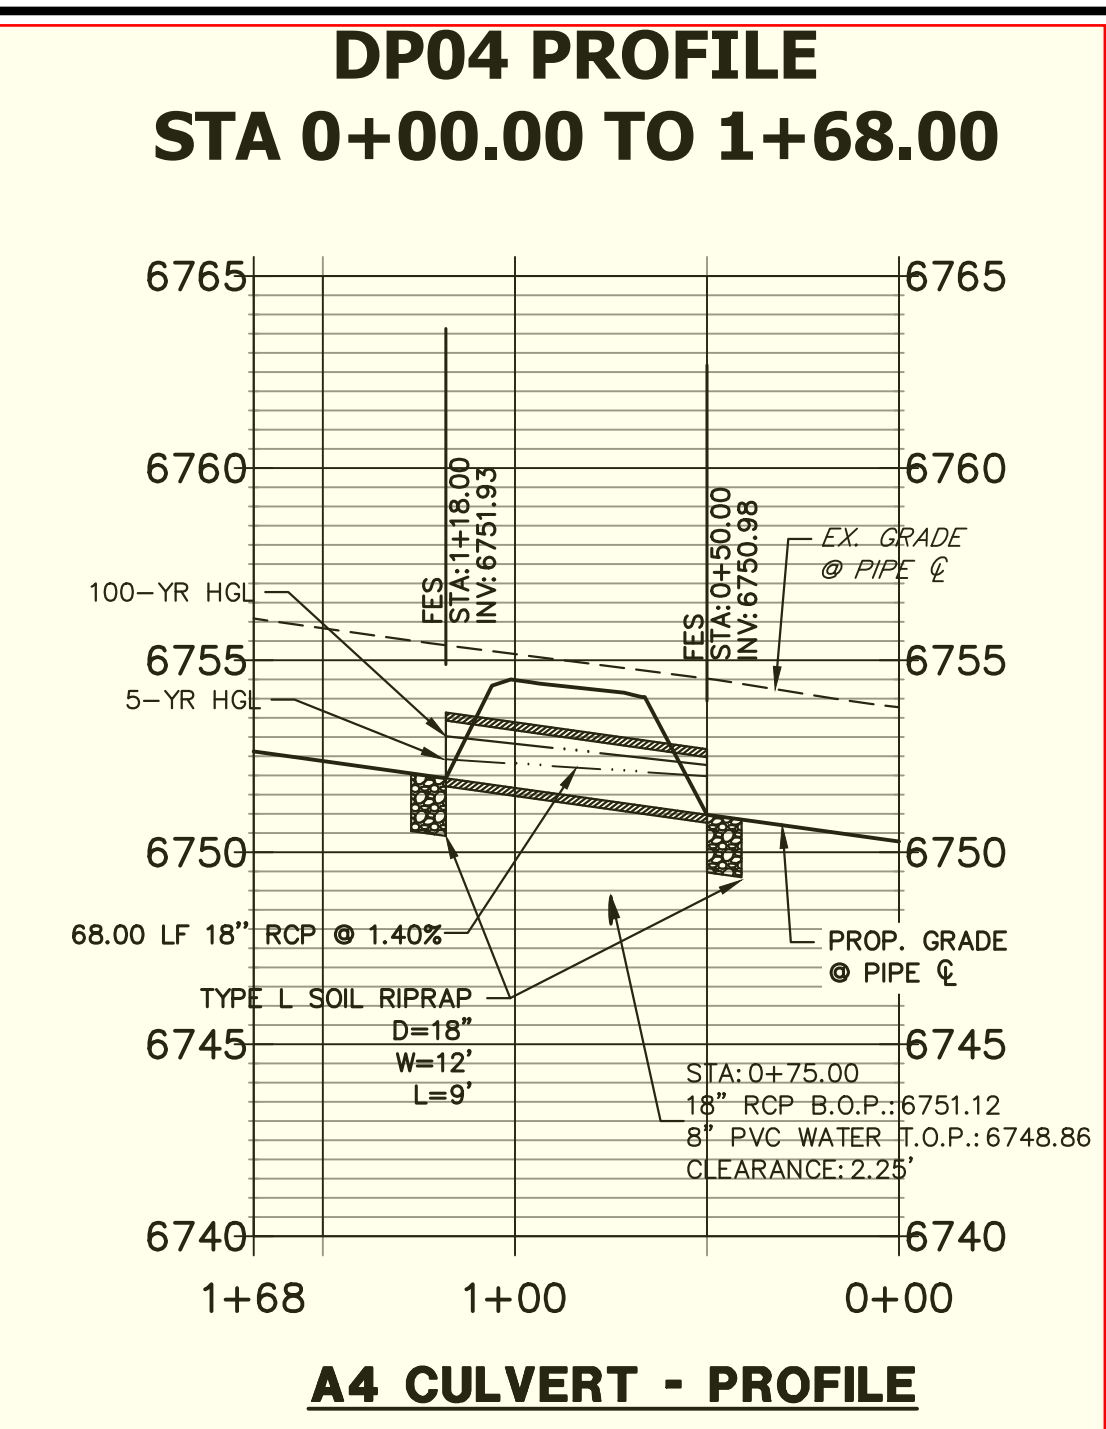 DP04 PROFILE
STA 0+00.00 TO 1+68.00
6765
6765
6760
6760
FES
STA:1+18.00
INV:6751.93
FES
STA:0+50.00
INV:6750.98
EX. GRADE
@ PIPE ℄
100-YR HGL
6755
6755
5-YR HGL
6750
6750
68.00 LF 18" RCP @ 1.40%
PROP. GRADE
@ PIPE ℄
TYPE L SOIL RIPRAP
D=18"
W=12'
L=9'
6745
6745
STA:0+75.00
18" RCP B.O.P.:6751.12
8" PVC WATER T.O.P.:6748.86
CLEARANCE:2.25'
6740
6740
1+68
1+00
0+00
A4 CULVERT - PROFILE